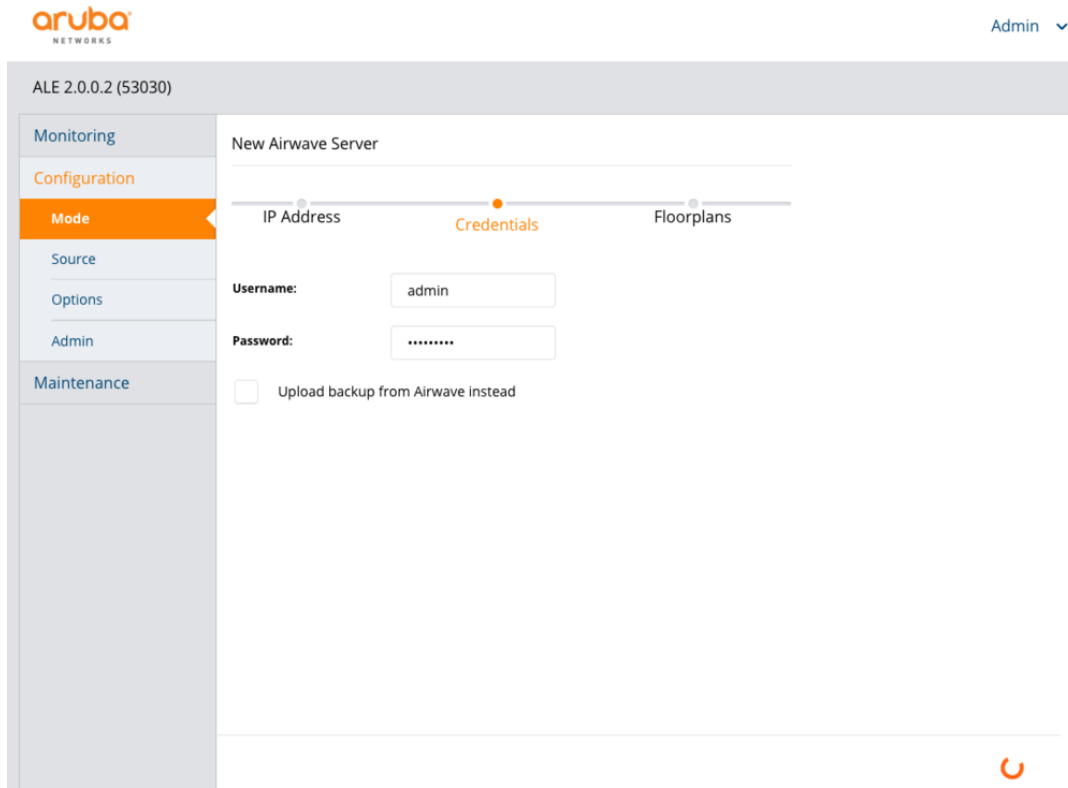 aruba
NETWORKS
Admin
ALE 2.0.0.2 (53030)
Monitoring
Configuration
Mode
Source
Options
Admin
Maintenance
New Airwave Server
IP Address
Credentials
Floorplans
Username:
admin
Password:
•••••••••
Upload backup from Airwave instead